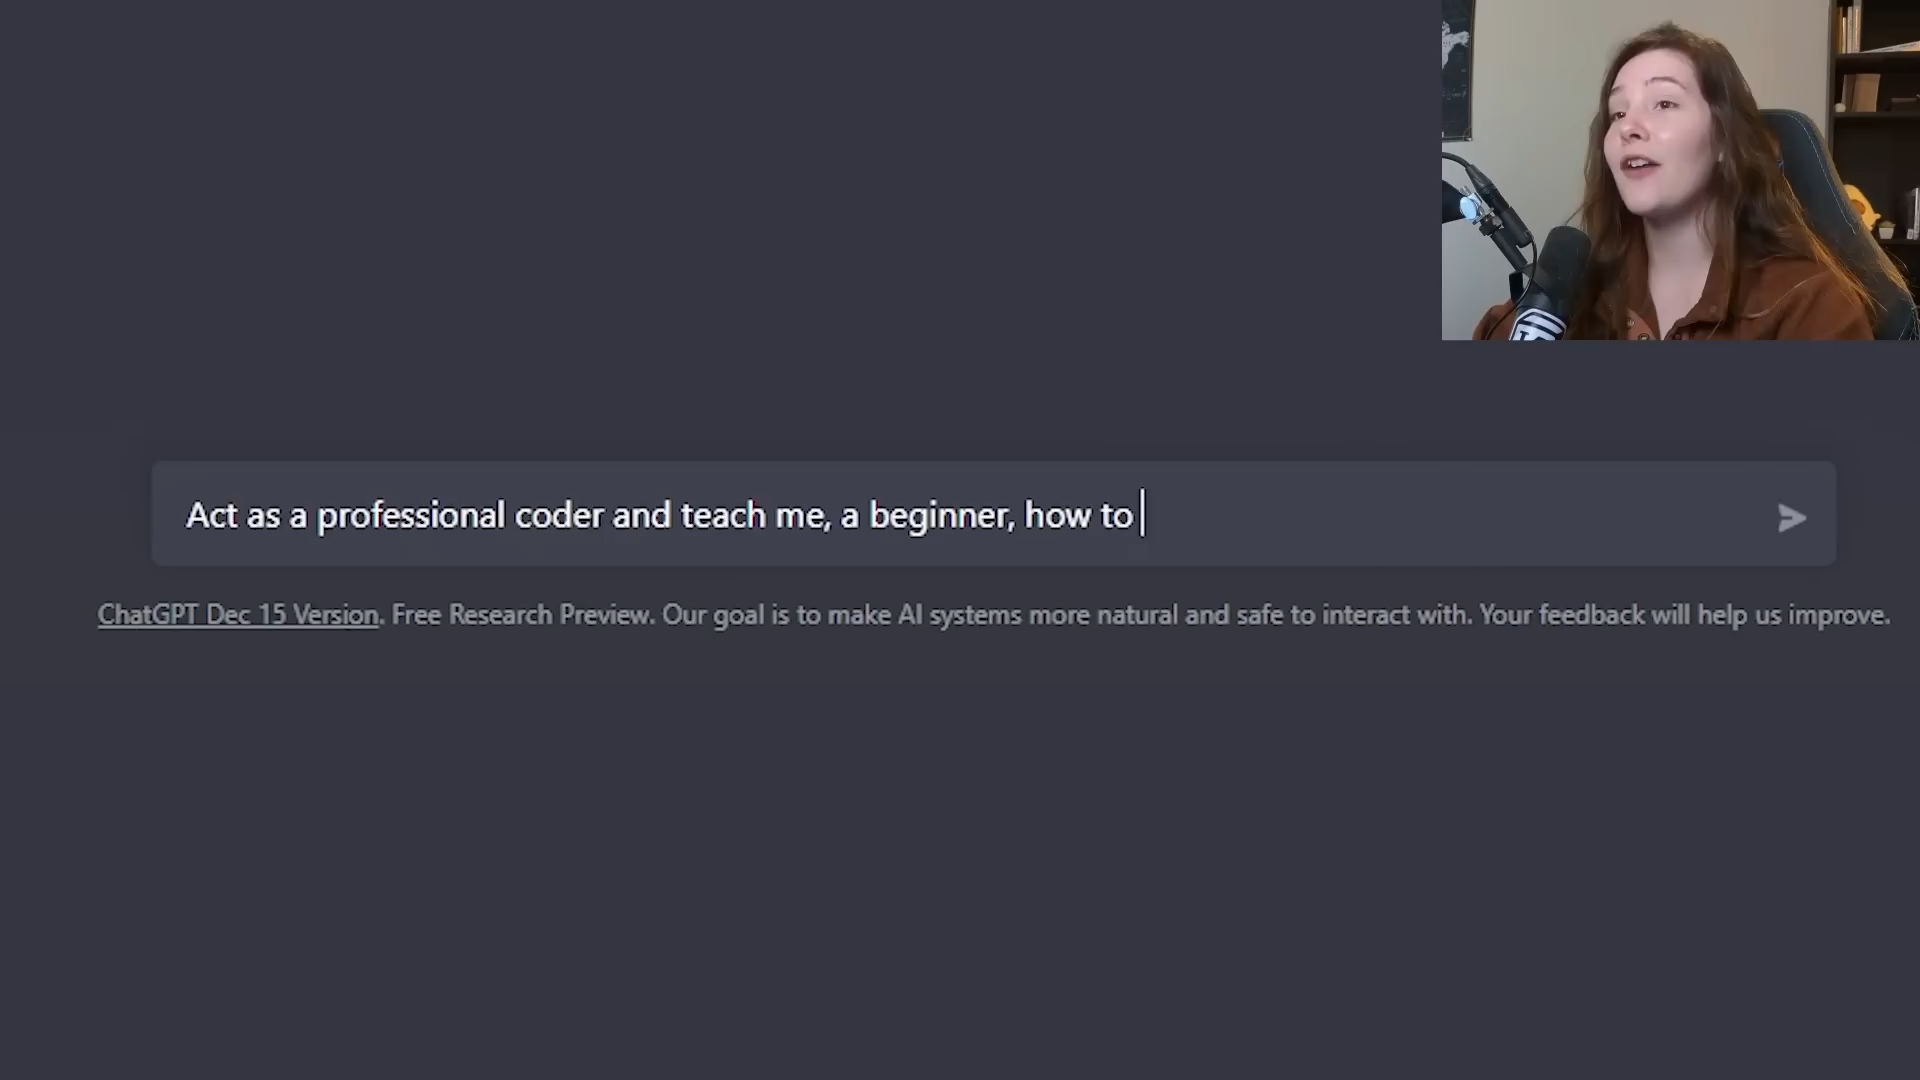 Act as a professional coder and teach me, a beginner, how to
ChatGPT Dec 15 Version. Free Research Preview. Our goal is to make AI systems more natural and safe to interact with. Your feedback will help us improve.